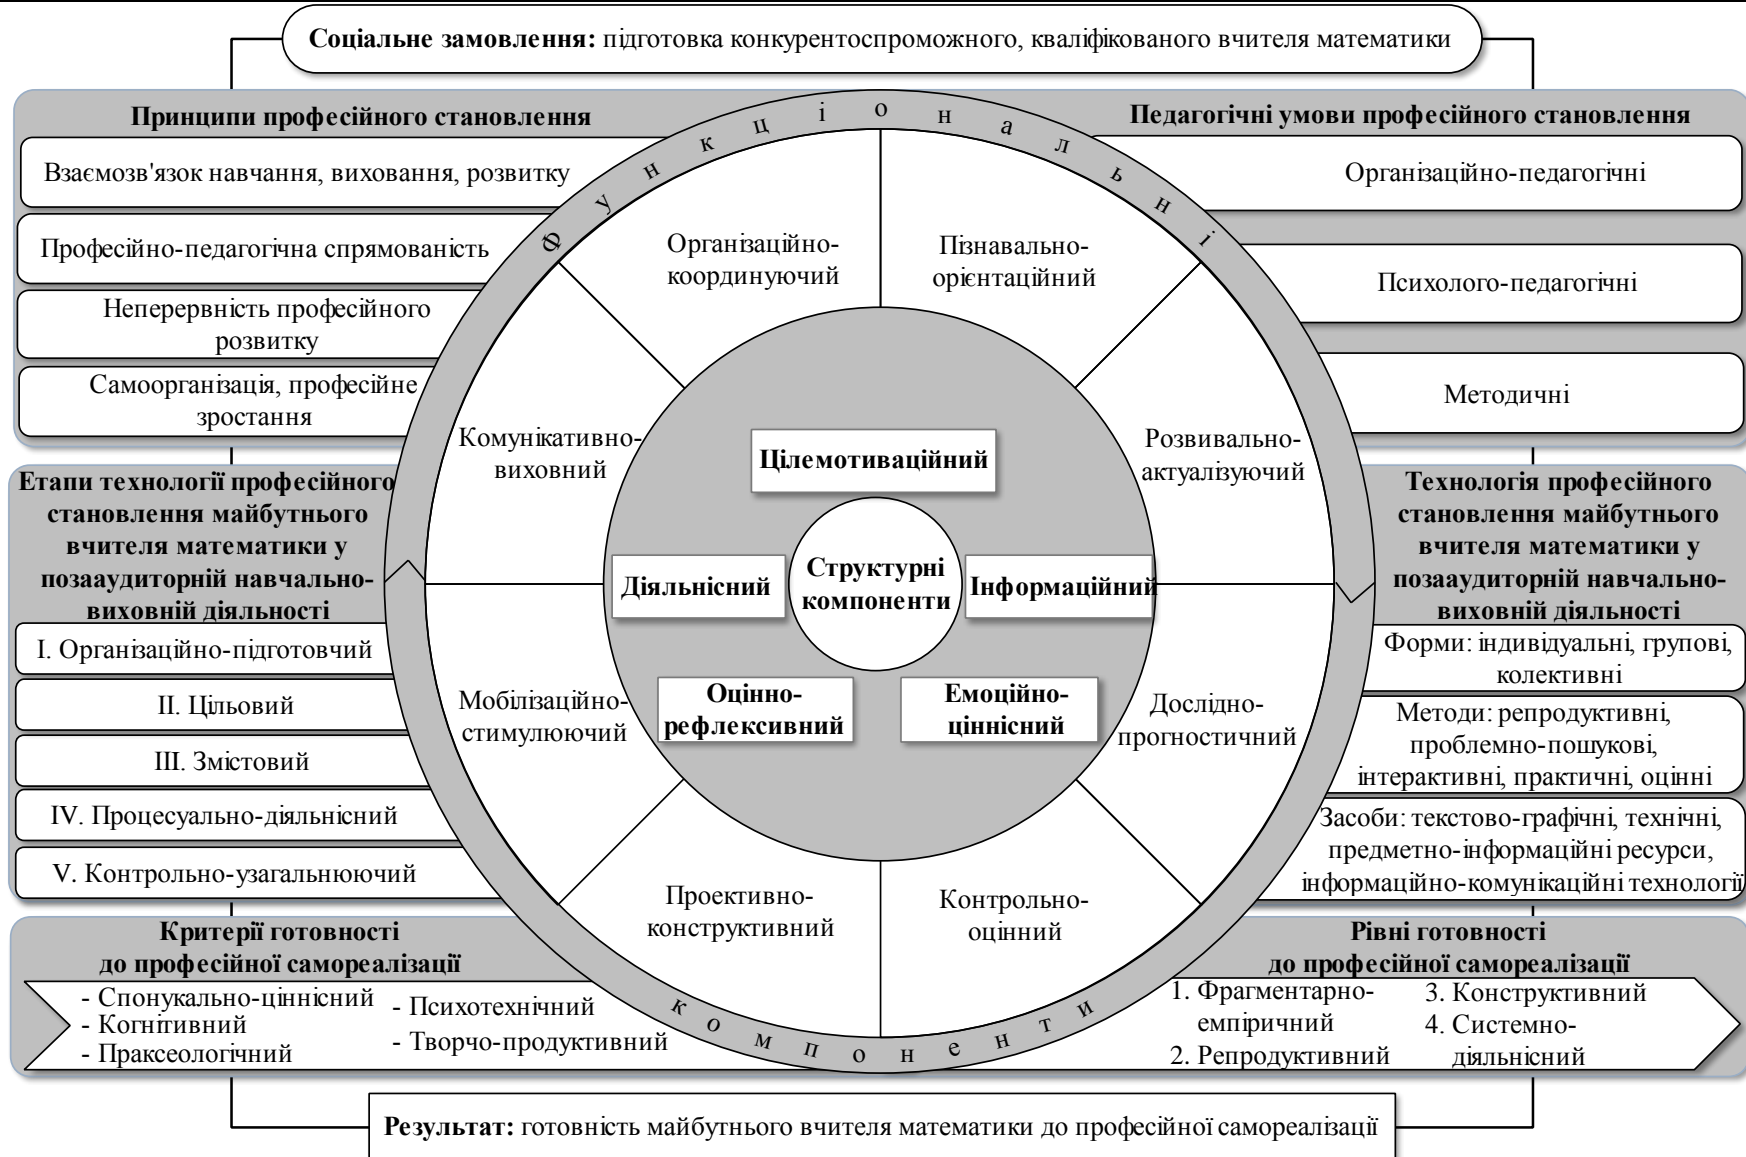 Соціальне замовлення: підготовка конкурентоспроможного, кваліфікованого вчителя математики
Принципи професійного становлення
Взаємозв'язок навчання, виховання, розвитку
Професійно-педагогічна спрямованість
Неперервність професійного
розвитку
Самоорганізація, професійне
зростання
Педагогічні умови професійного становлення
Організаційно-педагогічні
Психолого-педагогічні
Методичні
Функціональні
Організаційно-
координуючий
Пізнавально-
орієнтаційний
Комунікативно-
виховний
Розвивально-
актуалізуючий
Цілемотиваційний
Діяльнісний
Структурні
компоненти
Інформаційний
Оцінно-
рефлексивний
Емоційно-
ціннісний
Мобілізаційно-
стимулюючий
Дослідно-
прогностичний
Проективно-
конструктивний
Контрольно-
оцінний
компоненти
Етапи технології професійного
становлення майбутнього
вчителя математики у
позааудиторній навчально-
виховній діяльності
I. Організаційно-підготовчий
II. Цільовий
III. Змістовий
IV. Процесуально-діяльнісний
V. Контрольно-узагальнюючий
Технологія професійного
становлення майбутнього
вчителя математики у
позааудиторній навчально-
виховній діяльності
Форми: індивідуальні, групові,
колективні
Методи: репродуктивні,
проблемно-пошукові,
інтерактивні, практичні, оцінні
Засоби: текстово-графічні, технічні,
предметно-інформаційні ресурси,
інформаційно-комунікаційні технології
Критерії готовності
до професійної самореалізації
- Спонукально-ціннісний
- Когнітивний
- Праксеологічний
- Психотехнічний
- Творчо-продуктивний
Рівні готовності
до професійної самореалізації
1. Фрагментарно-
емпіричний
2. Репродуктивний
3. Конструктивний
4. Системно-
діяльнісний
Результат: готовність майбутнього вчителя математики до професійної самореалізації